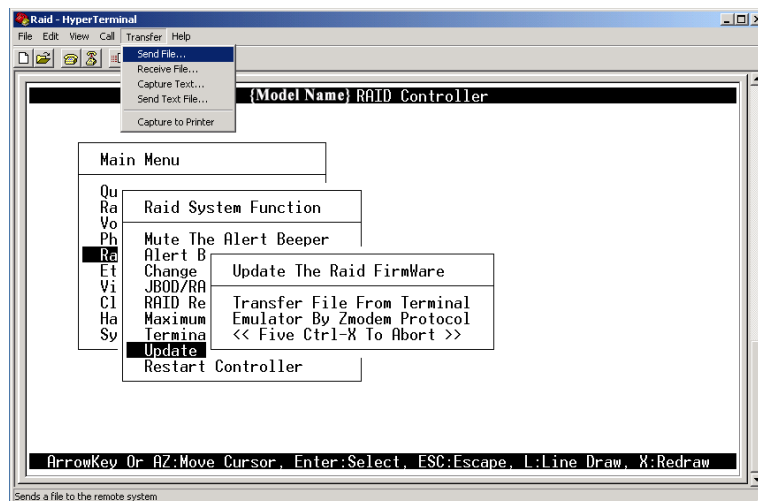 Raid - HyperTerminal
File Edit View Call Transfer Help
Send File...
Receive File...
Capture Text...
Send Text File...
Capture to Printer
{Model Name} RAID Controller
Main Menu
Qu
Ra
Vo
Ph
Ra
Et
Vi
Cl
Ha
Sy
Raid System Function
Mute The Alert Beeper
Alert B
Change
JBOD/RA
RAID Re
Maximum
Termina
Update
Restart Controller
Update The Raid FirmWare
Transfer File From Terminal
Emulator By Zmodem Protocol
<< Five Ctrl-X To Abort >>
ArrowKey Or AZ:Move Cursor, Enter:Select, ESC:Escape, L:Line Draw, X:Redraw
Sends a file to the remote system